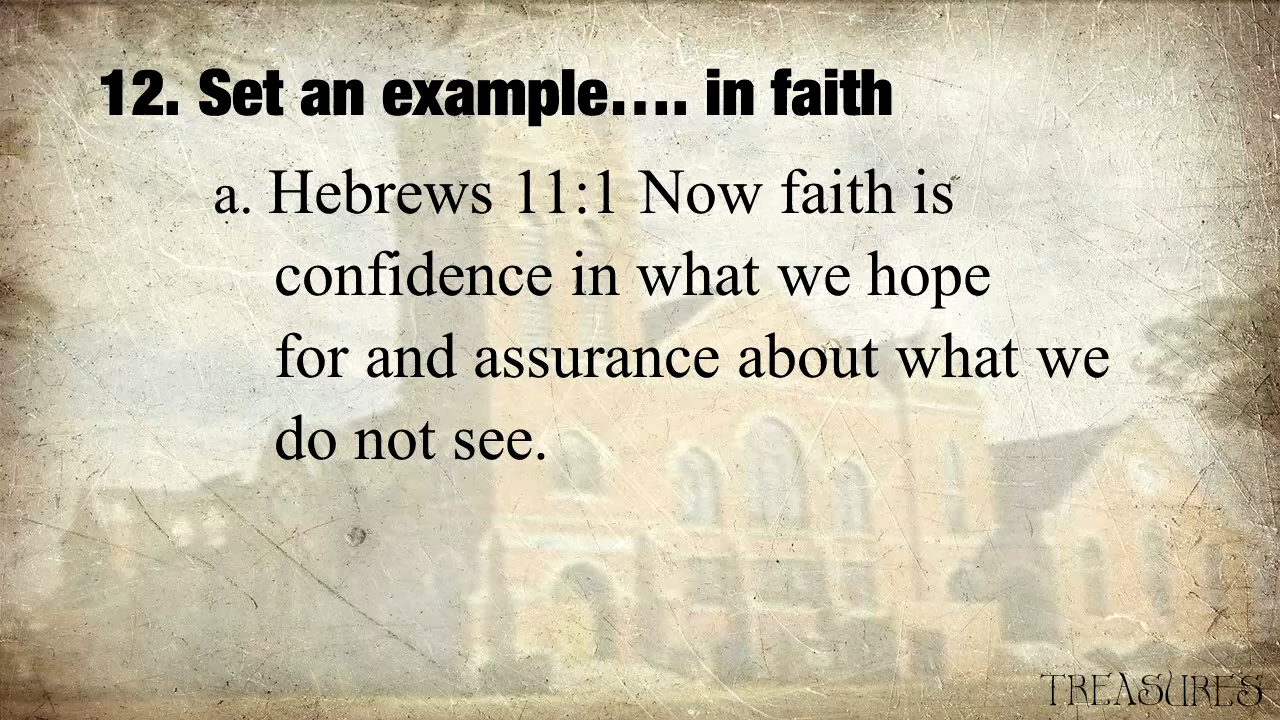 12. Set an example.... in faith
a. Hebrews 11:1 Now faith is
confidence in what we hope
for and assurance about what we
do not see.
TREASURES